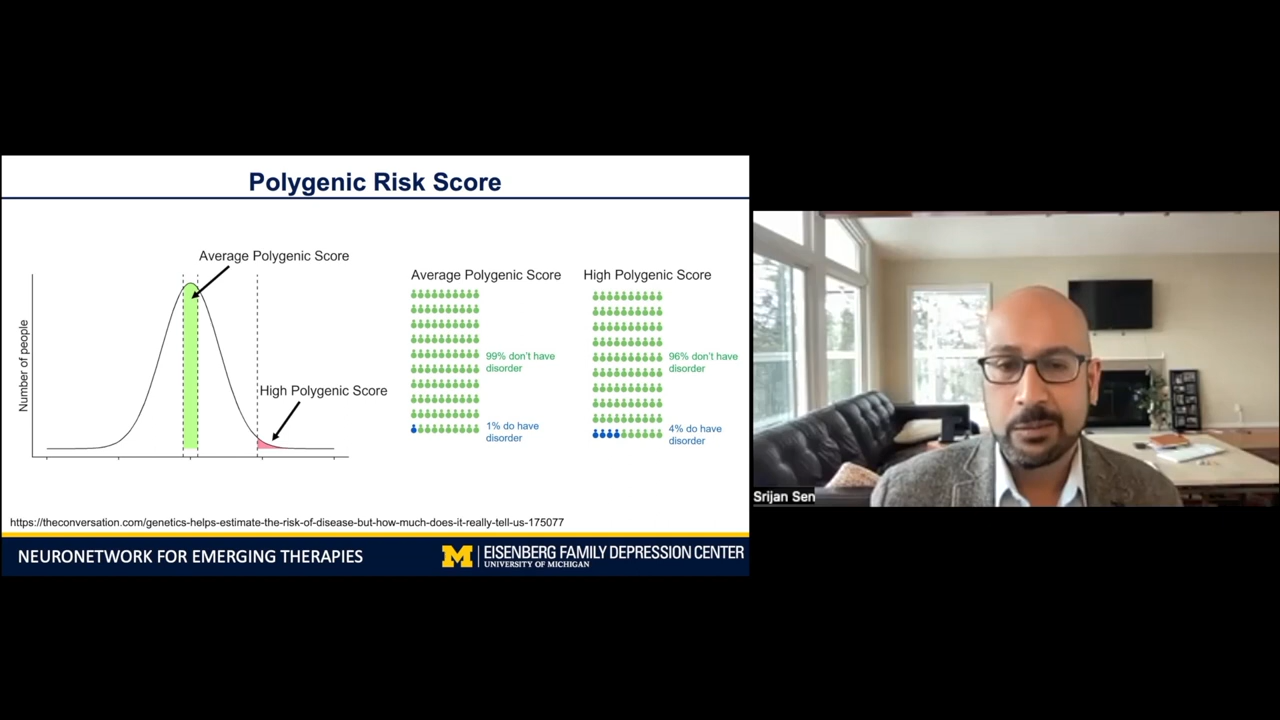 Polygenic Risk Score
Average Polygenic Score
High Polygenic Score
Number of people
Average Polygenic Score
99% don't have
disorder
1% do have
disorder
High Polygenic Score
96% don't have
disorder
4% do have
disorder
https://theconversation.com/genetics-helps-estimate-the-risk-of-disease-but-how-much-does-it-really-tell-us-175077
NEURONETWORK FOR EMERGING THERAPIES
M EISENBERG FAMILY DEPRESSION CENTER
UNIVERSITY OF MICHIGAN
Srijan Sen